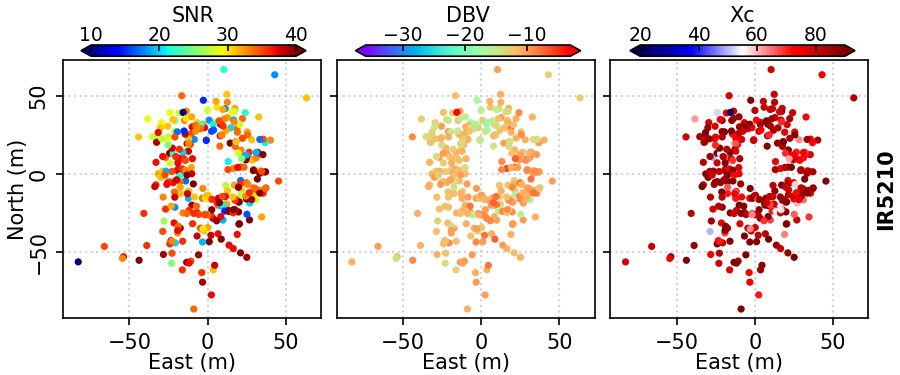 SNR
DBV
Xc
10 20 30 40
−30 −20 −10
20 40 60 80
50
0
−50
North (m)
IR5210
−50 0 50
−50 0 50
−50 0 50
East (m)
East (m)
East (m)